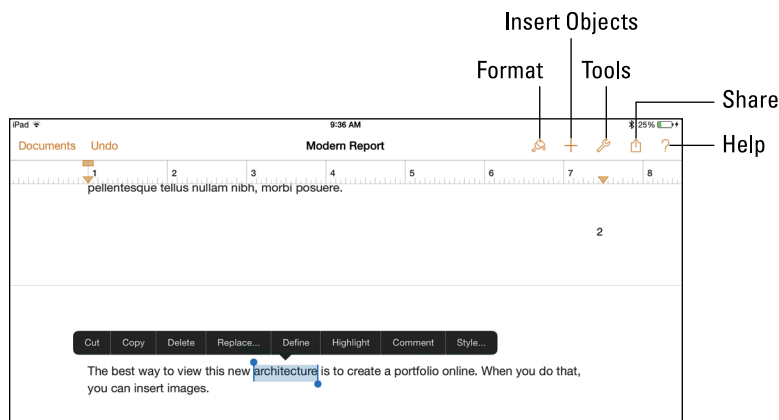 Insert Objects
Format Tools
Share
iPad 9:36 AM 25%
Documents Undo Modern Report ? Help
1 2 3 4 5 6 7 8
pellentesque tellus nullam nibh, morbi posuere.
2
Cut Copy Delete Replace... Define Highlight Comment Style...
The best way to view this new architecture is to create a portfolio online. When you do that,
you can insert images.